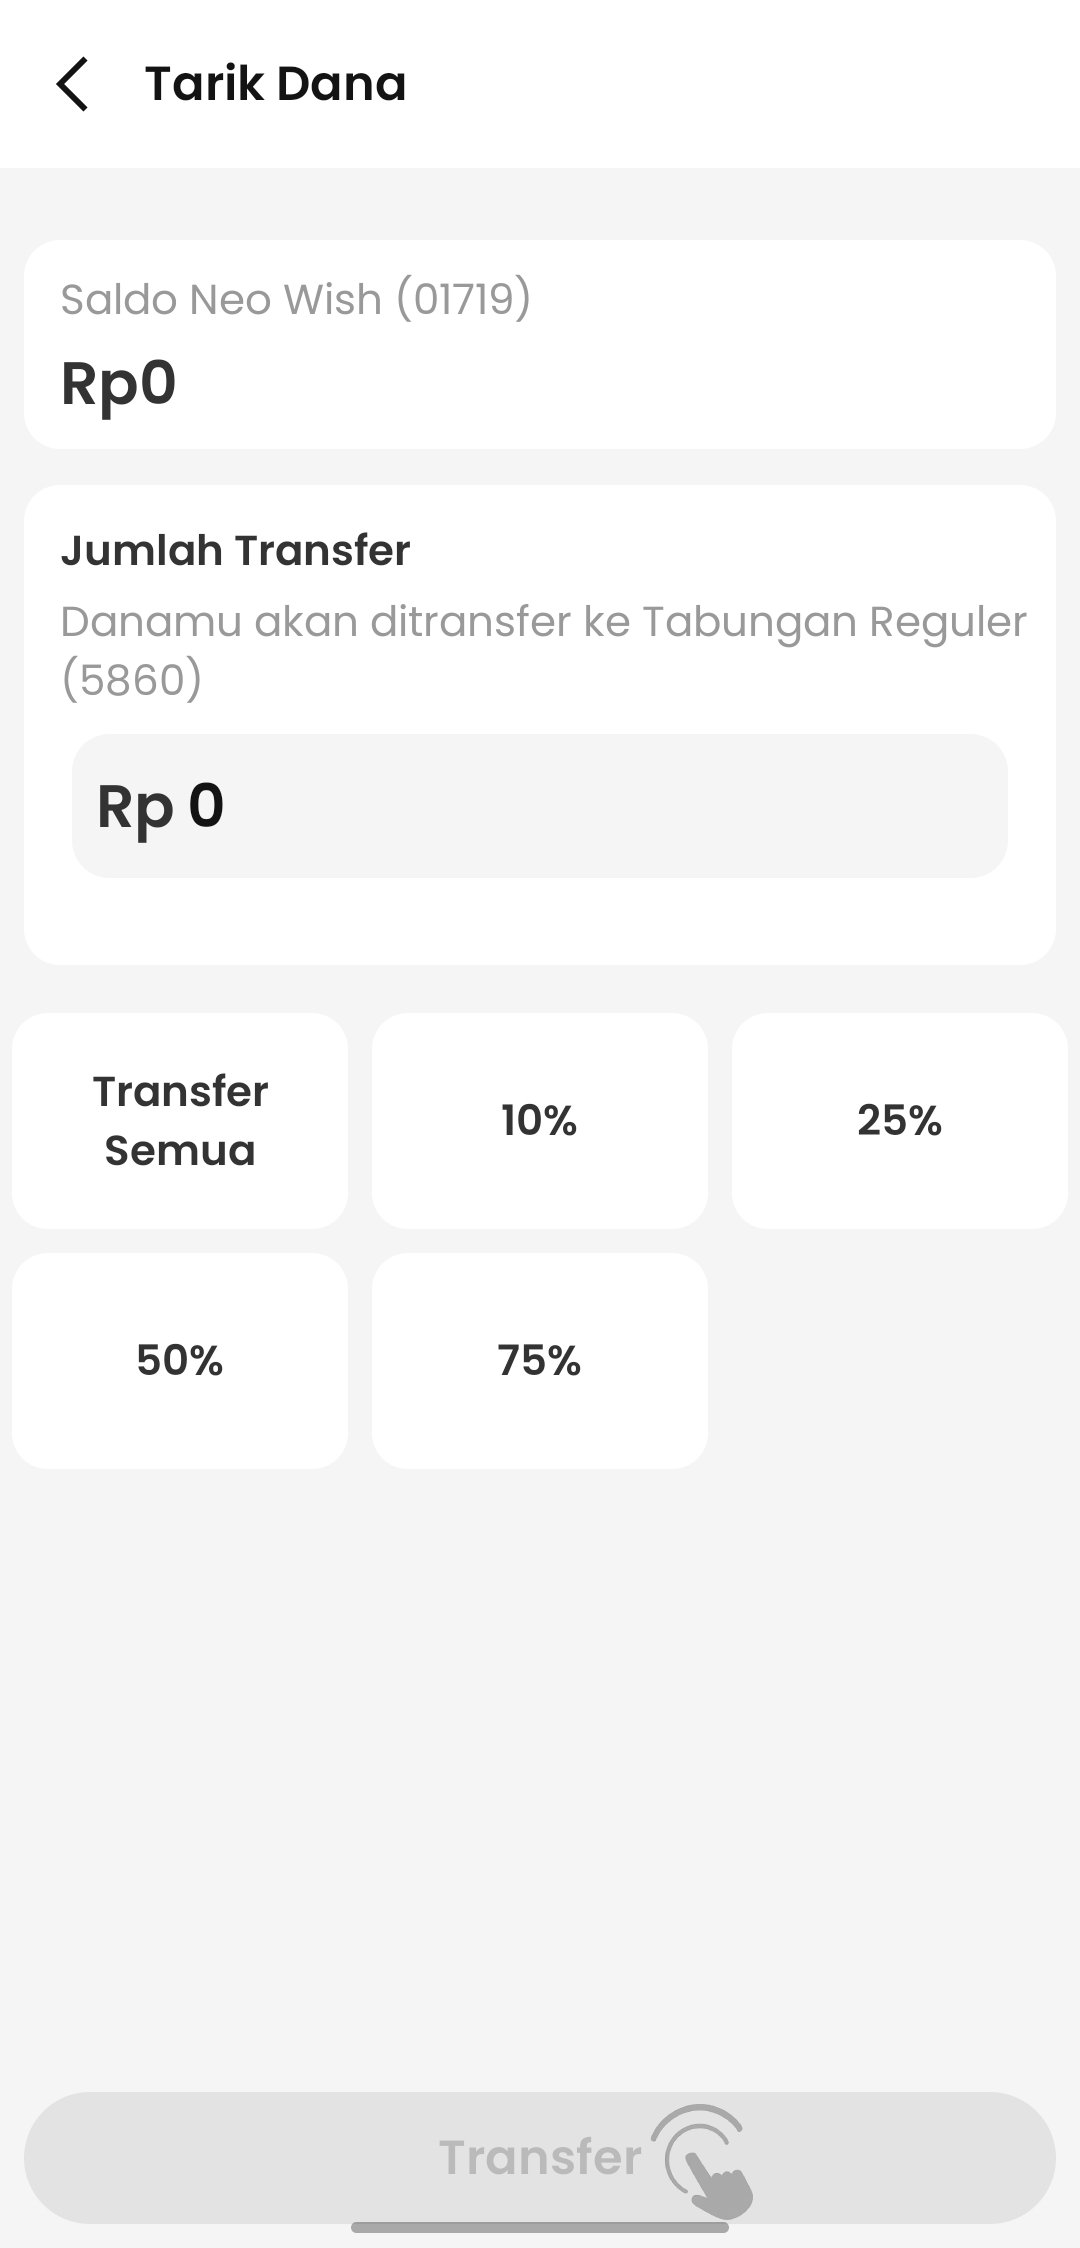 Tarik Dana
Saldo Neo Wish (01719)
Rp0
Jumlah Transfer
Danamu akan ditransfer ke Tabungan Reguler
(5860)
Rp 0
Transfer
Semua
10%
25%
50%
75%
Transfer